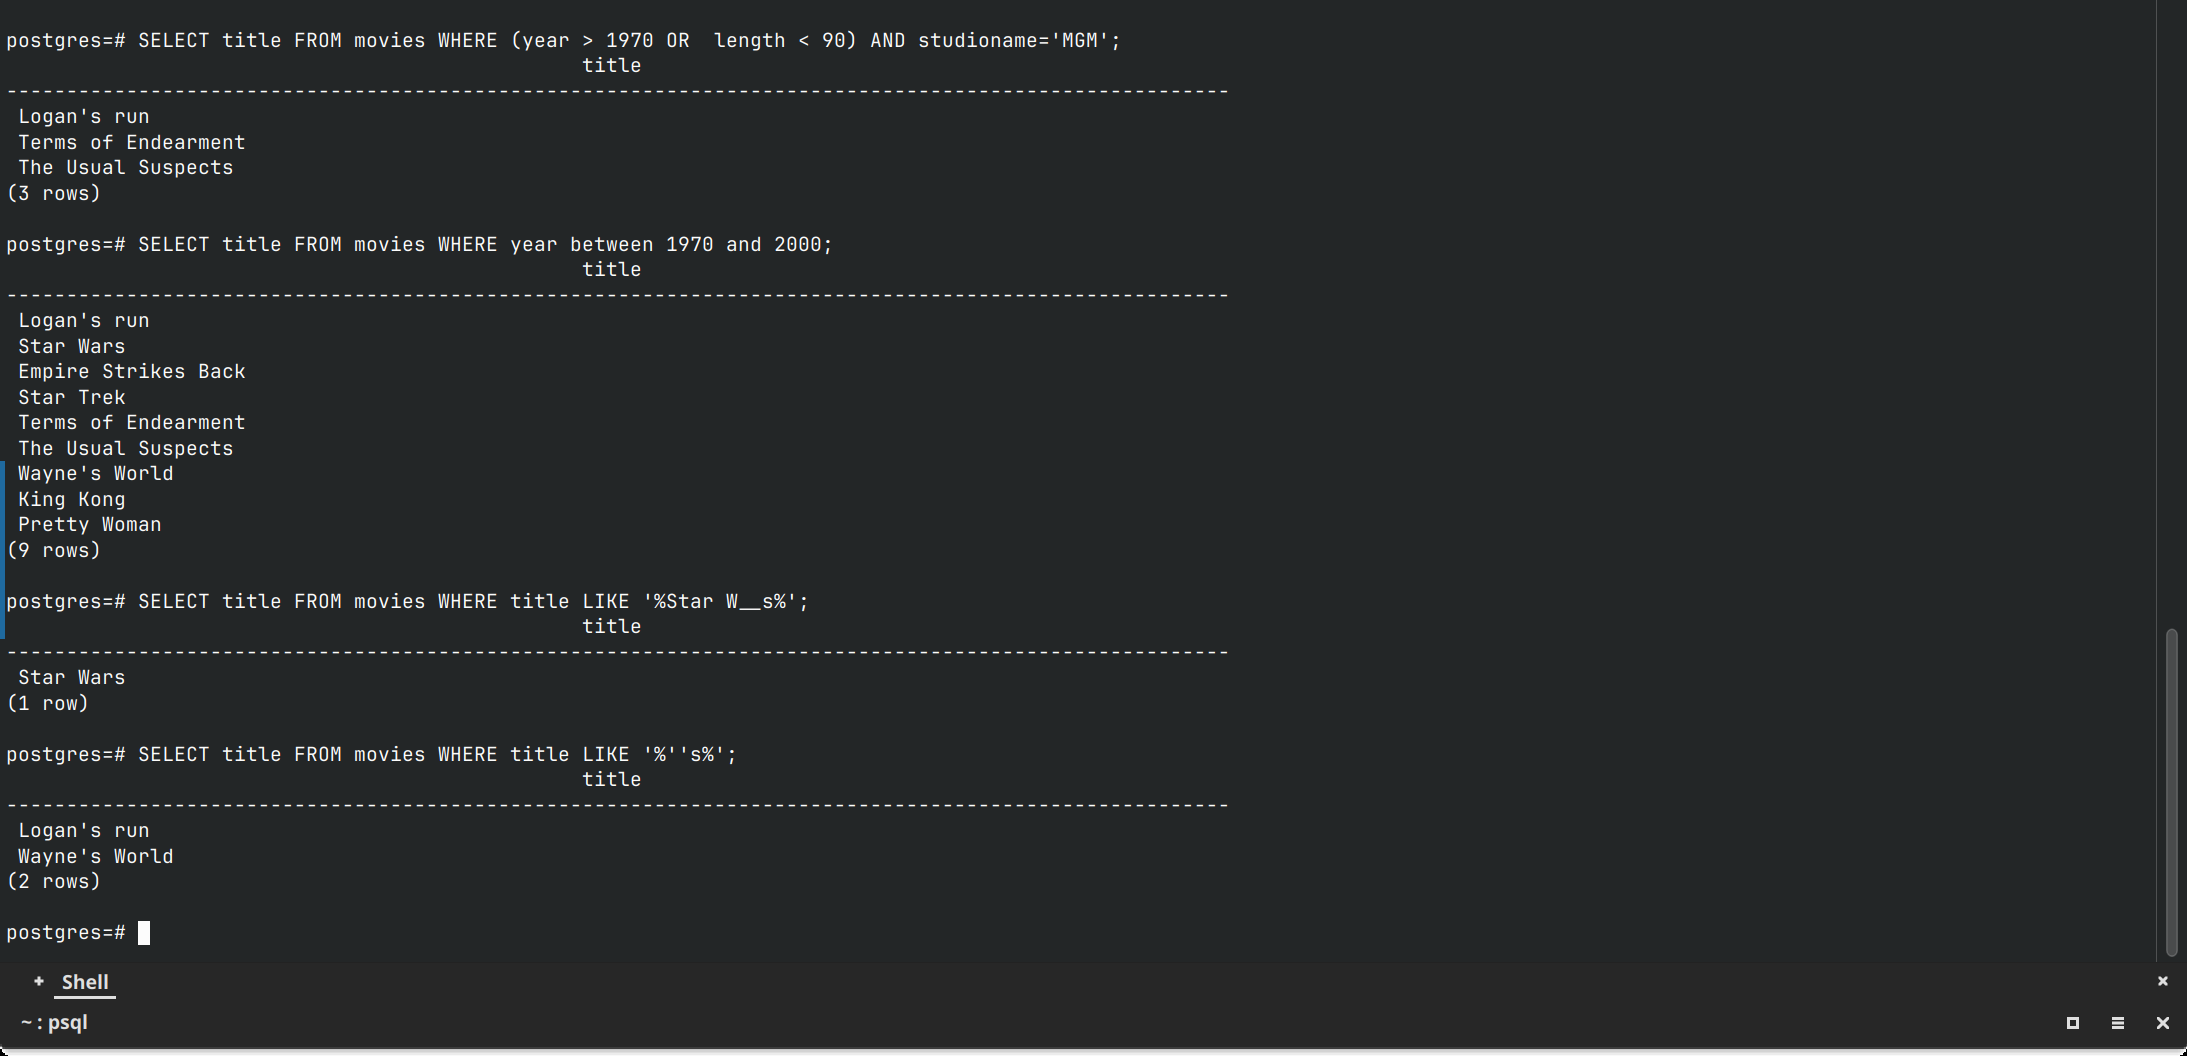 postgres=# SELECT title FROM movies WHERE (year > 1970 OR  length < 90) AND studioname='MGM';
title
------------------------------------------------------------------------------------------------------
Logan's run
Terms of Endearment
The Usual Suspects
(3 rows)
postgres=# SELECT title FROM movies WHERE year between 1970 and 2000;
title
------------------------------------------------------------------------------------------------------
Logan's run
Star Wars
Empire Strikes Back
Star Trek
Terms of Endearment
The Usual Suspects
Wayne's World
King Kong
Pretty Woman
(9 rows)
postgres=# SELECT title FROM movies WHERE title LIKE '%Star W__s%';
title
------------------------------------------------------------------------------------------------------
Star Wars
(1 row)
postgres=# SELECT title FROM movies WHERE title LIKE '%''s%';
title
------------------------------------------------------------------------------------------------------
Logan's run
Wayne's World
(2 rows)
postgres=#
Shell
~ : psql